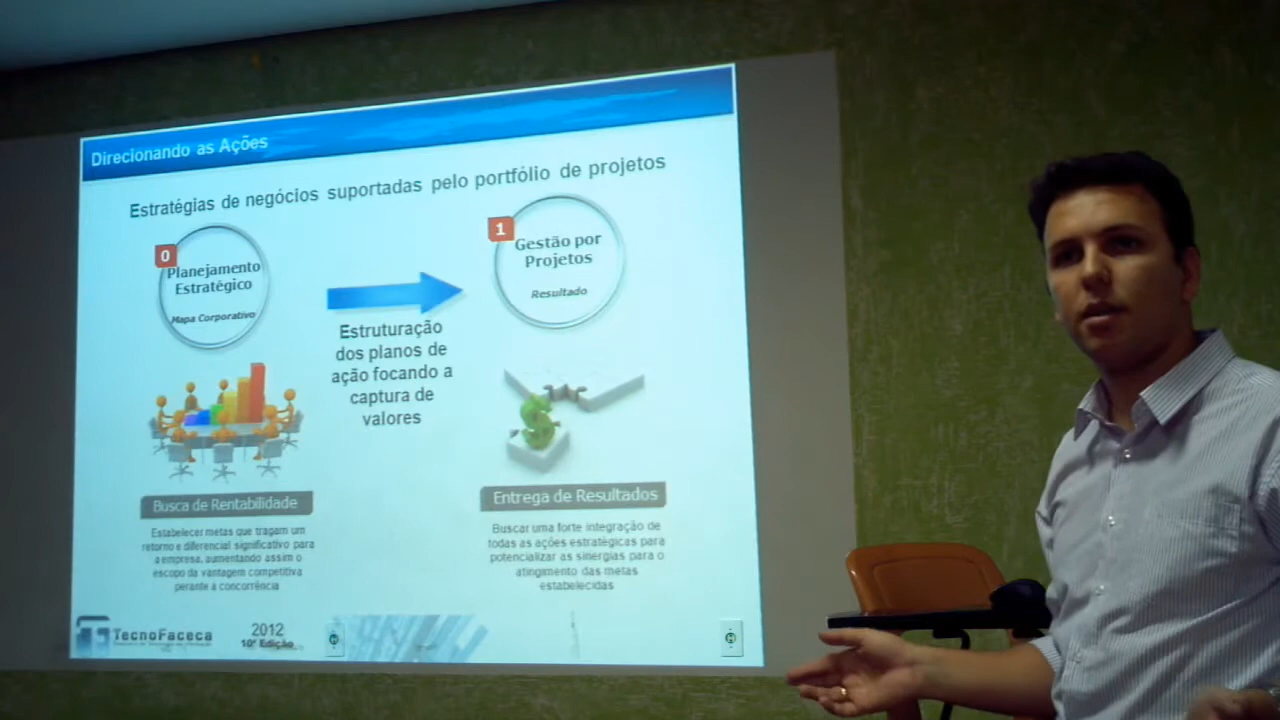 Direcionando as Ações
Estratégias de negócios suportadas pelo portfólio de projetos
0
Planejamento
Estratégico
Mapa Corporativo
Estruturação
dos planos de
ação focando a
captura de
valores
1
Gestão por
Projetos
Resultado
Busca de Rentabilidade
Estabelecer metas que tragam um
retorno e diferencial significativo para
a empresa, aumentando assim o
escopo da vantagem competitiva
perante a concorrência
Entrega de Resultados
Buscar uma forte integração de
todas as ações estratégicas para
potencializar as sinergias para o
atingimento das metas
estabelecidas
TecnoFaceca
2012
10ª Edição